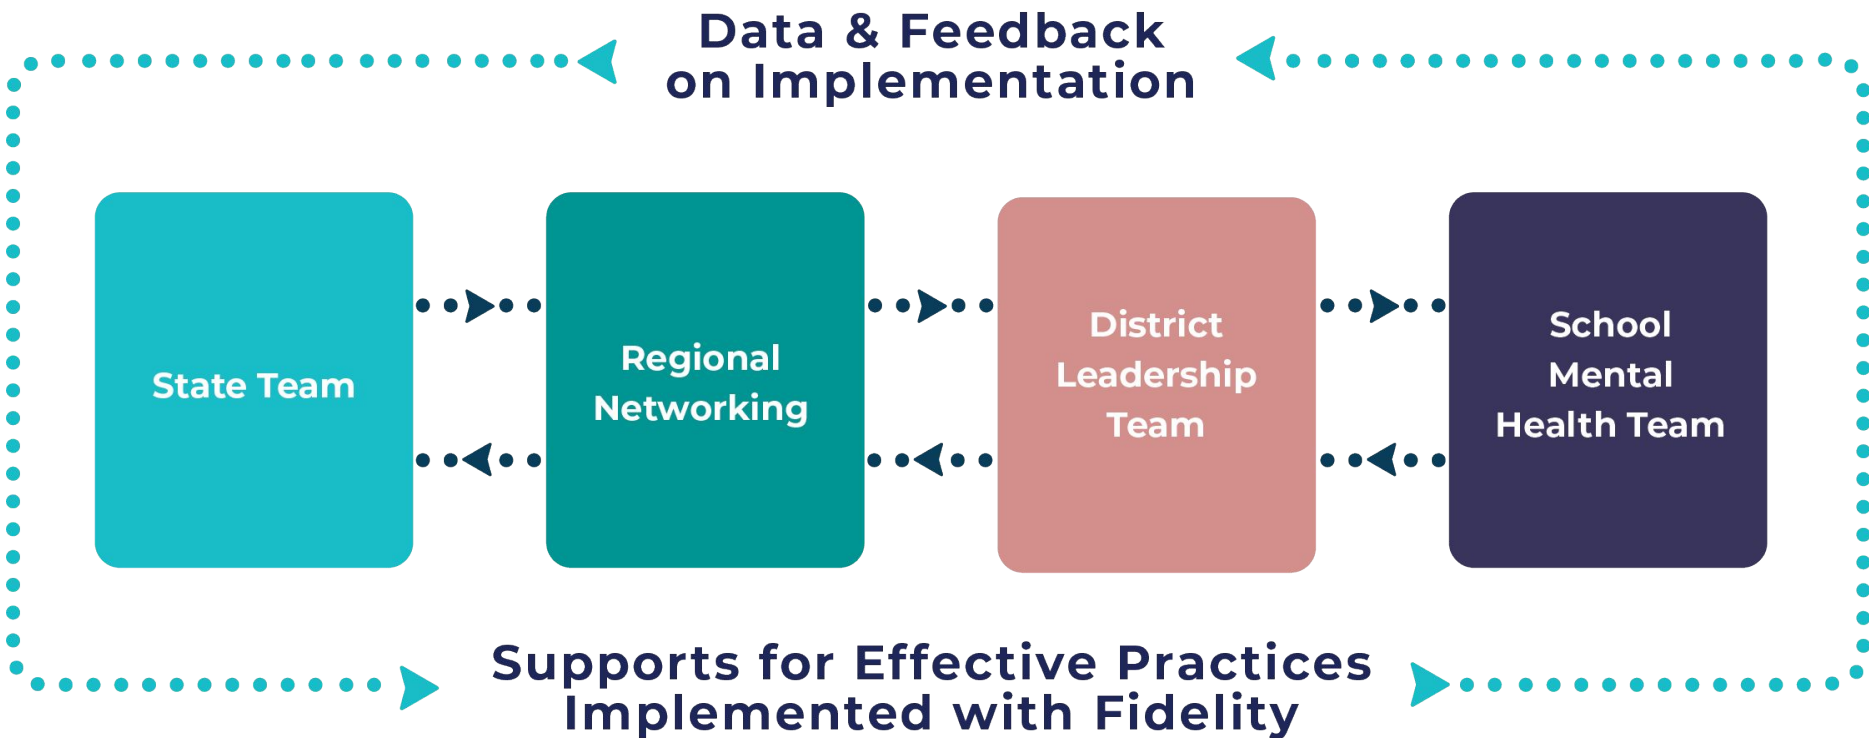 Data & Feedback
on Implementation
State Team
Regional
Networking
District
Leadership
Team
School
Mental
Health Team
Supports for Effective Practices
Implemented with Fidelity